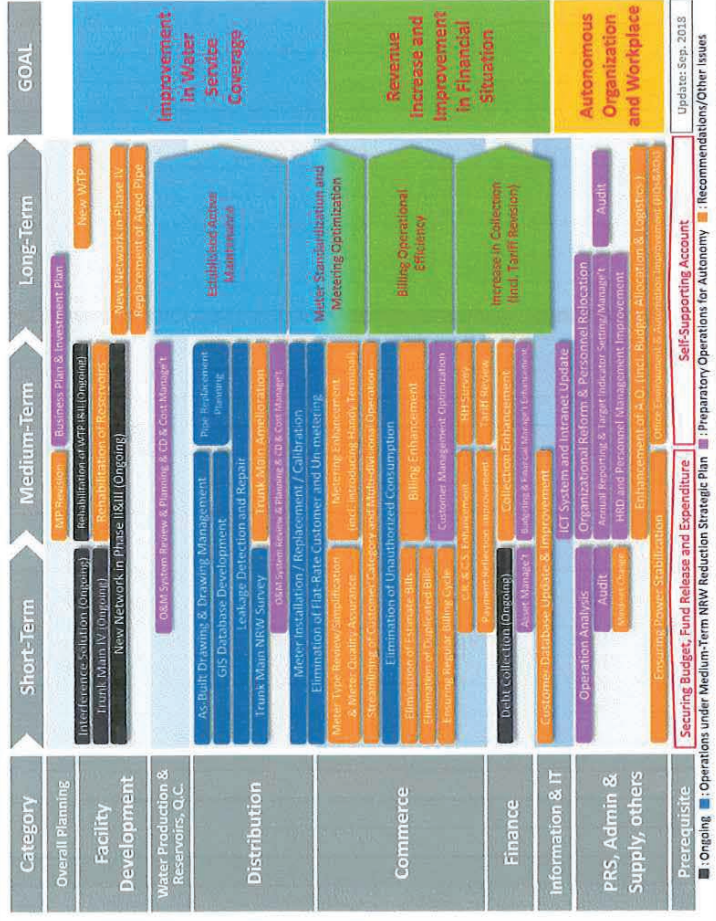 Category
Short-Term
Medium-Term
Long-Term
GOAL
Overall Planning
MP Revision
Business Plan & Investment Plan
Facility
Development
Interference Solution (Ongoing)
Rehabilitation of WTP I&II (Ongoing)
New WTP
Trunk Main IV (Ongoing)
Rehabilitation of Reservoirs
New Network in Phase II&III (Ongoing)
New Network in Phase IV
Replacement of Aged Pipe
Water Production &
Reservoirs, Q.C.
O&M System Review & Planning & CD & Cost Manage't
Distribution
As-Built Drawing & Drawing Management
Pipe Replacement
Planning
GIS Database Development
Leakage Detection and Repair
Trunk Main NRW Survey
Trunk Main Amelioration
O&M System Review & Planning & CD & Cost Manage't
Established Active
Maintenance
Improvement
in Water
Service
Coverage
Commerce
Meter Installation / Replacement / Calibration
Elimination of Flat-Rate Customer and Un-metering
Meter Type Review/Simplification
& Meter Quality Assurance
Metering Enhancement
(incl. Introducing Handy Terminal)
Streamlining of Customer Category and Multi-divisional Operation
Elimination of Unauthorized Consumption
Elimination of Estimate Bills
Billing Enhancement
Elimination of Duplicated Bills
Ensuring Regular Billing Cycle
Customer Management Optimization
C.R. & C.S. Enhancement
HH Survey
Payment/Collection Improvement
Tariff Review
Meter Standardization and
Metering Optimization
Billing Operational
Efficiency
Increase in Collection
(Incl. Tariff Revision)
Revenue
Increase and
Improvement
in Financial
Situation
Finance
Debt Collection (Ongoing)
Collection Enhancement
Asset Manage't
Budgeting & Financial Manage't Enhancement
Information & IT
Customer Database Update & Improvement
ICT System and Intranet Update
PRS, Admin &
Supply, others
Operation Analysis
Organizational Reform & Personnel Relocation
Audit
Annual Reporting & Target Indicator Setting/Manage't
Audit
Mindset Change
HRD and Personnel Management Improvement
Enhancement of A.O. (incl. Budget Allocation & Logistics)
Ensuring Power Stabilization
Autonomous
Organization
and Workplace
Prerequisite
Securing Budget, Fund Release and Expenditure
Self-Supporting Account
Update: Sep. 2018
: Ongoing : Operations under Medium-Term NRW Reduction Strategic Plan : Preparatory Operations for Autonomy : Recommendations/Other Issues